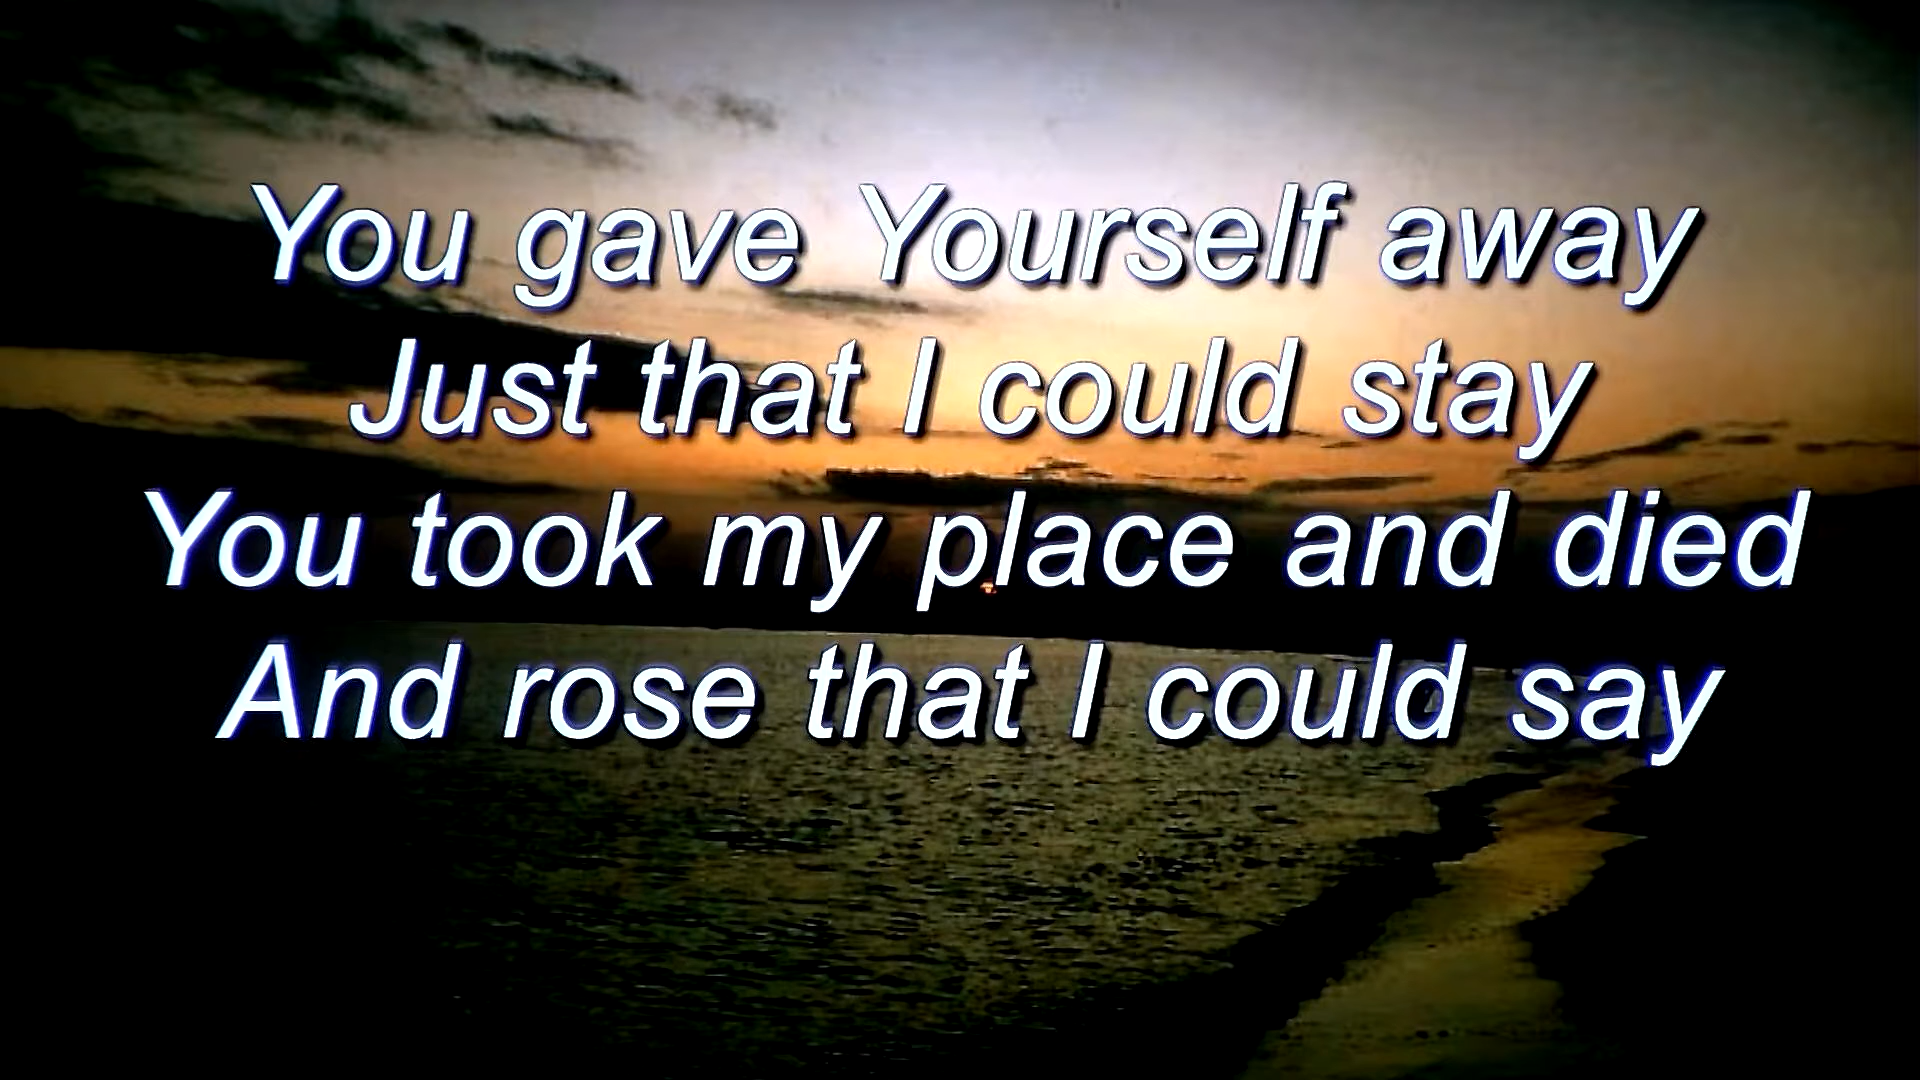 You gave Yourself away
Just that I could stay
You took my place and died
And rose that I could say